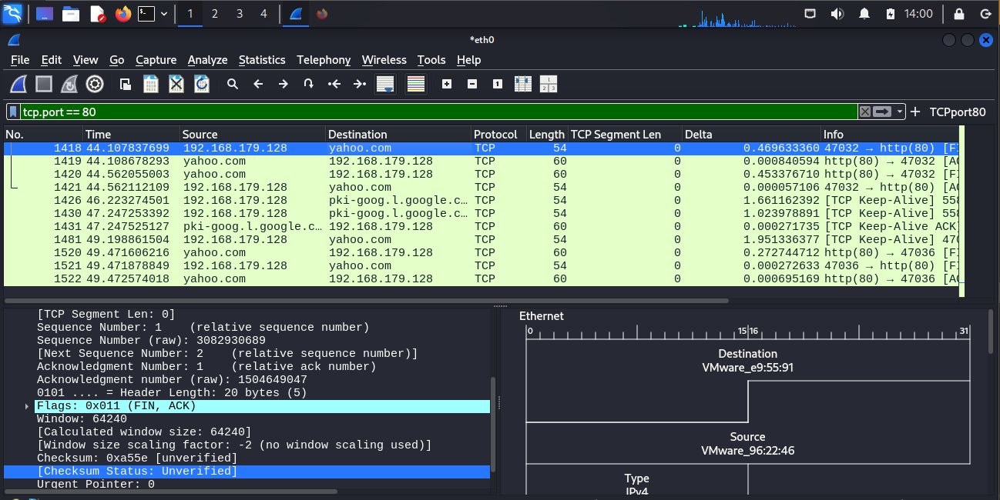 1 2 3 4 14:00
*eth0
File Edit View Go Capture Analyze Statistics Telephony Wireless Tools Help
tcp.port == 80 TCPport80
No. Time Source Destination Protocol Length TCP Segment Len Delta Info
1418 44.107837699 192.168.179.128 yahoo.com TCP 54 0 0.469633360 47032 → http(80) [FI
1419 44.108678293 yahoo.com 192.168.179.128 TCP 60 0 0.000840594 http(80) → 47032 [AC
1420 44.562055003 yahoo.com 192.168.179.128 TCP 60 0 0.453376710 http(80) → 47032 [FI
1421 44.562112109 192.168.179.128 yahoo.com TCP 54 0 0.000057106 47032 → http(80) [AC
1426 46.223274501 192.168.179.128 pki-goog.l.google.c… TCP 54 0 1.661162392 [TCP Keep-Alive] 558
1430 47.247253392 192.168.179.128 pki-goog.l.google.c… TCP 54 0 1.023978891 [TCP Keep-Alive] 558
1431 47.247525127 pki-goog.l.google.c… 192.168.179.128 TCP 60 0 0.000271735 [TCP Keep-Alive ACK]
1481 49.198861504 192.168.179.128 yahoo.com TCP 54 0 1.951336377 [TCP Keep-Alive] 470
1520 49.471606216 yahoo.com 192.168.179.128 TCP 60 0 0.272744712 http(80) → 47036 [FI
1521 49.471878849 192.168.179.128 yahoo.com TCP 54 0 0.000272633 47036 → http(80) [FI
1522 49.472574018 yahoo.com 192.168.179.128 TCP 60 0 0.000695169 http(80) → 47036 [AC
[TCP Segment Len: 0]
Sequence Number: 1 (relative sequence number)
Sequence Number (raw): 3082930689
[Next Sequence Number: 2 (relative sequence number)]
Acknowledgment Number: 1 (relative ack number)
Acknowledgment number (raw): 1504649047
0101 .... = Header Length: 20 bytes (5)
Flags: 0x011 (FIN, ACK)
Window: 64240
[Calculated window size: 64240]
[Window size scaling factor: -2 (no window scaling used)]
Checksum: 0xa55e [unverified]
[Checksum Status: Unverified]
Urgent Pointer: 0
Ethernet
0 15 16 31
Destination
VMware_e9:55:91
Source
VMware_96:22:46
Type
IPv4